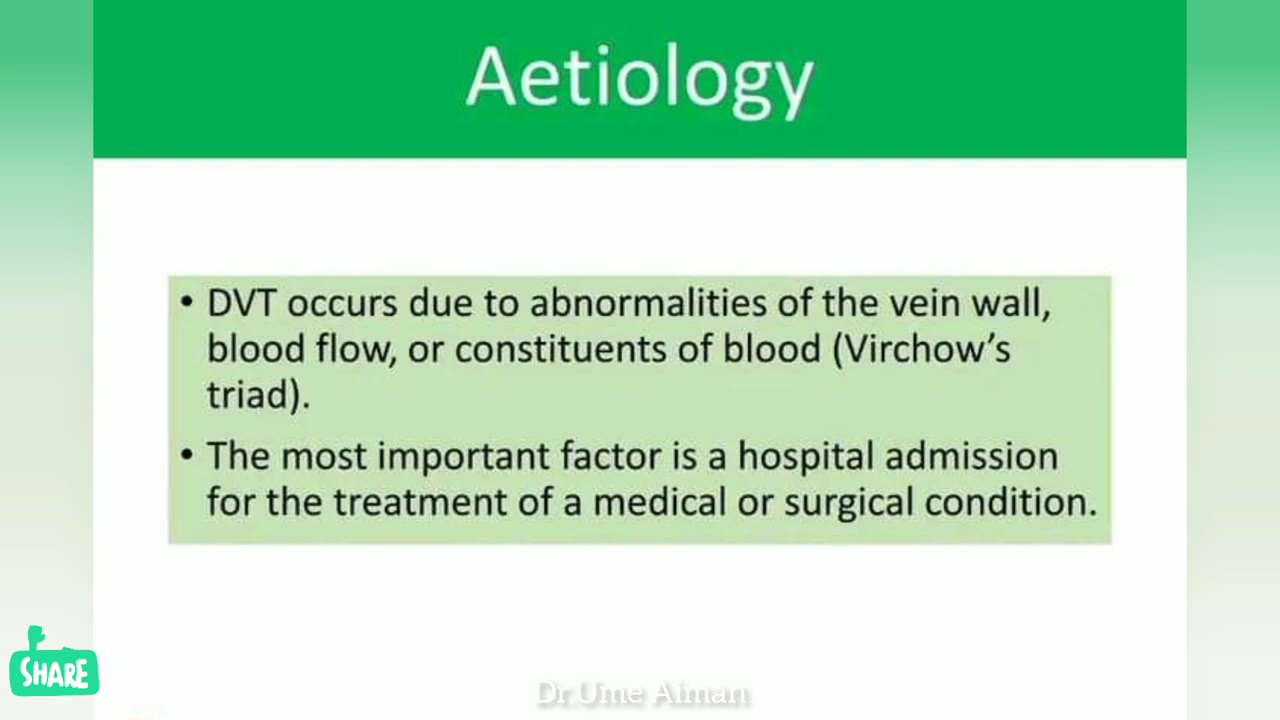 Aetiology
• DVT occurs due to abnormalities of the vein wall,
blood flow, or constituents of blood (Virchow’s
triad).
• The most important factor is a hospital admission
for the treatment of a medical or surgical condition.
SHARE
Dr.Ume Aiman